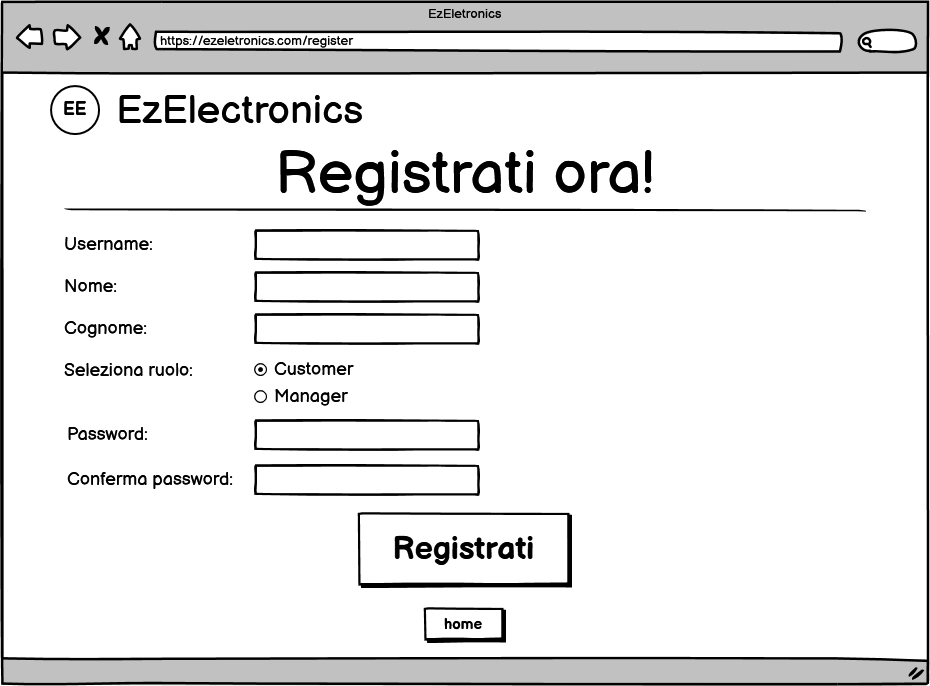 EzEletronics
https://ezeletronics.com/register
EE EzElectronics
Registrati ora!
Username:
Nome:
Cognome:
Seleziona ruolo: Customer
Manager
Password:
Conferma password:
Registrati
home